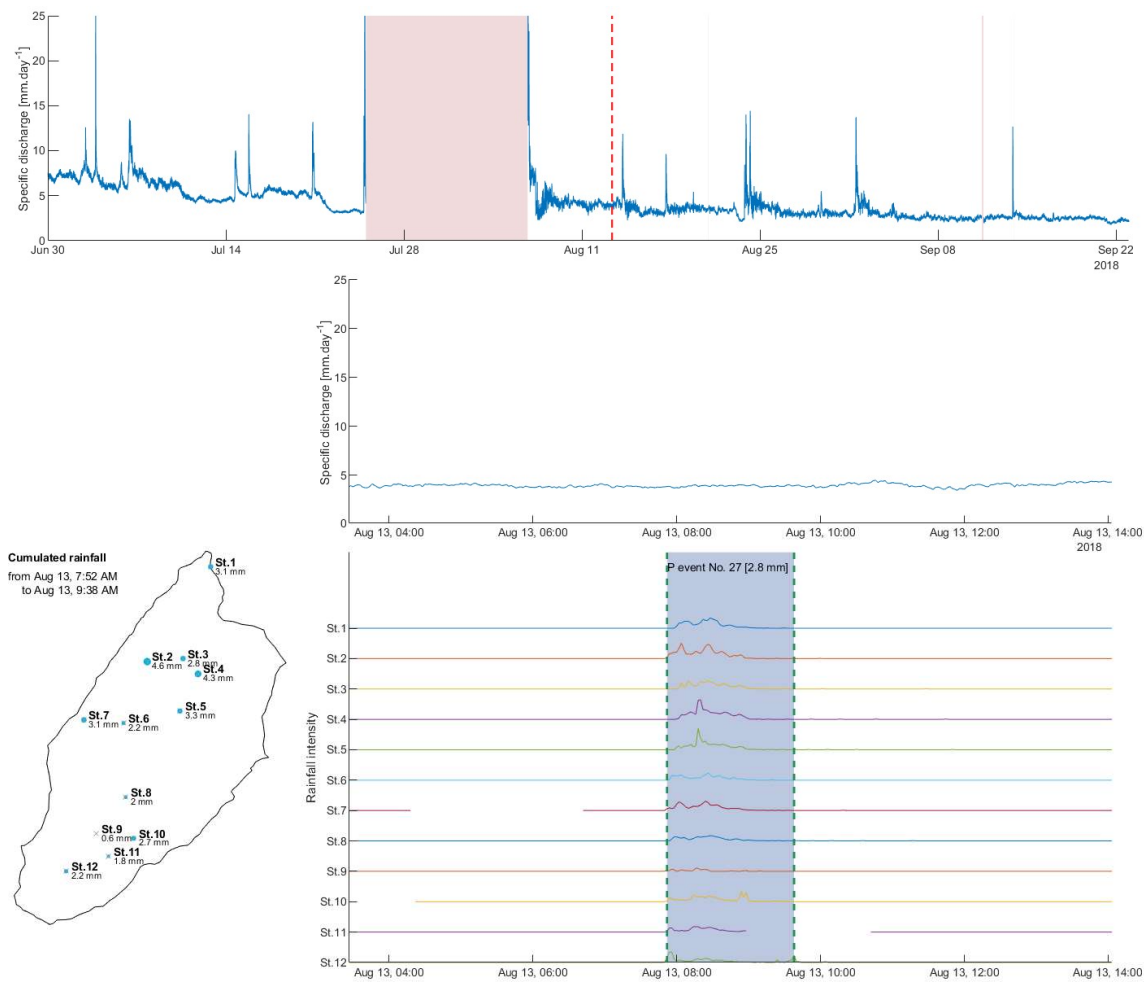 25
20
15
10
5
0
Specific discharge [mm.day⁻¹]
Jun 30
Jul 14
Jul 28
Aug 11
Aug 25
Sep 08
Sep 22
2018
25
20
15
10
5
0
Specific discharge [mm.day⁻¹]
Aug 13, 04:00
Aug 13, 06:00
Aug 13, 08:00
Aug 13, 10:00
Aug 13, 12:00
Aug 13, 14:00
2018
Cumulated rainfall
from Aug 13, 7:52 AM
to Aug 13, 9:38 AM
St.1
3.1 mm
St.2
4.6 mm
St.3
2.8 mm
St.4
4.3 mm
St.5
3.3 mm
St.7
3.1 mm
St.6
2.2 mm
St.8
2 mm
St.9
0.6 mm
St.10
2.7 mm
St.11
1.8 mm
St.12
2.2 mm
P event No. 27 [2.8 mm]
Rainfall intensity
St.1
St.2
St.3
St.4
St.5
St.6
St.7
St.8
St.9
St.10
St.11
St.12
Aug 13, 04:00
Aug 13, 06:00
Aug 13, 08:00
Aug 13, 10:00
Aug 13, 12:00
Aug 13, 14:00